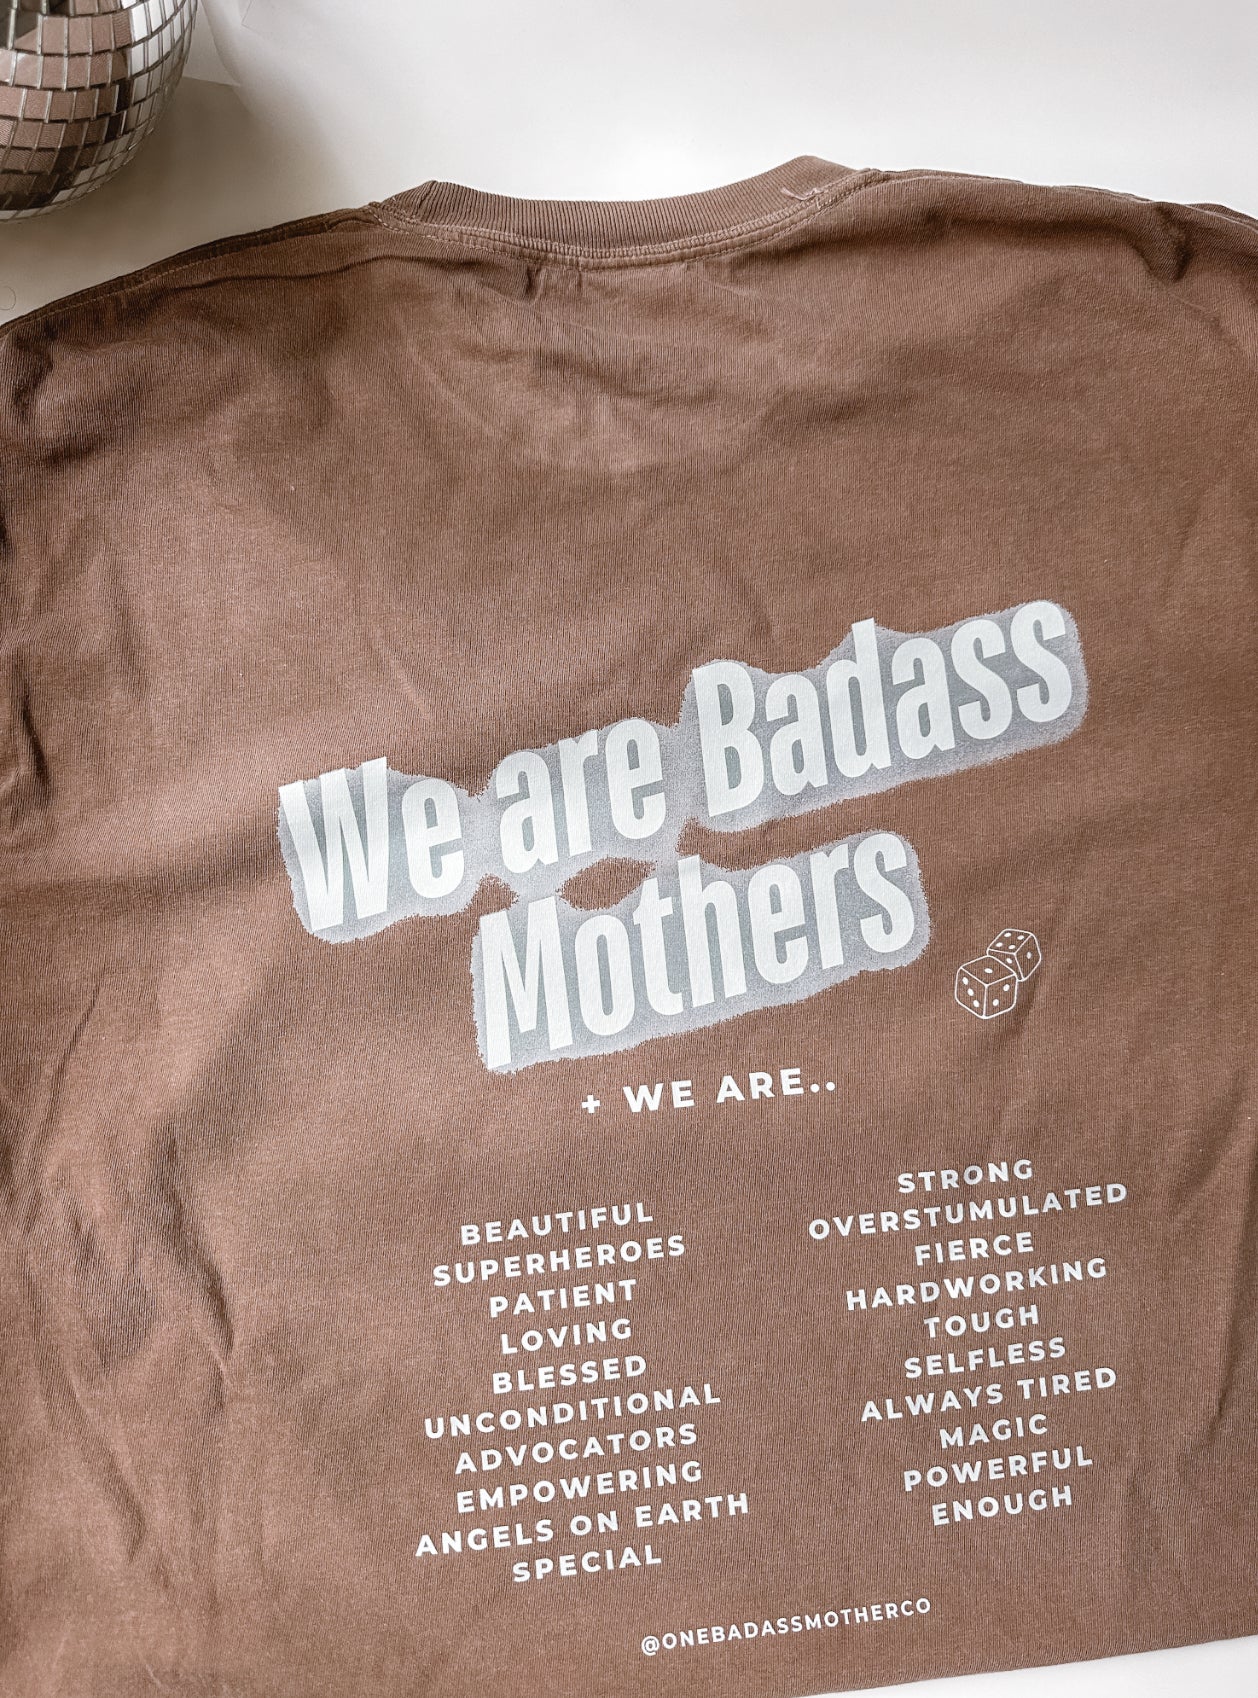 We are Badass
Mothers
+ WE ARE..
BEAUTIFUL
SUPERHEROES
PATIENT
LOVING
BLESSED
UNCONDITIONAL
ADVOCATORS
EMPOWERING
ANGELS ON EARTH
SPECIAL
STRONG
OVERSTUMULATED
FIERCE
HARDWORKING
TOUGH
SELFLESS
ALWAYS TIRED
MAGIC
POWERFUL
ENOUGH
@ONEBADASSMOTHERCO